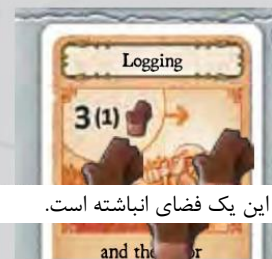 Logging
3 (1)
این یک فضای انباشته است.
and the